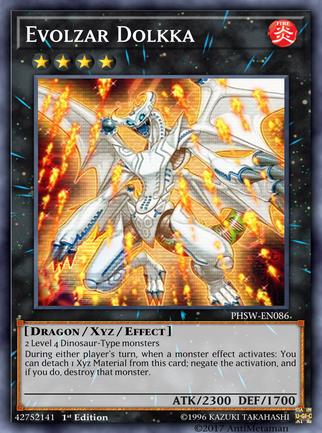 Evolzar Dolkka
FIRE
炎
PHSW-EN086
[Dragon / Xyz / Effect]
2 Level 4 Dinosaur-Type monsters
During either player's turn, when a monster effect activates: You
can detach 1 Xyz Material from this card; negate the activation, and
if you do, destroy that monster.
ATK/2300 DEF/1700
42752141 1st Edition ©1996 KAZUKI TAKAHASHI
©2017 AntiMetaman